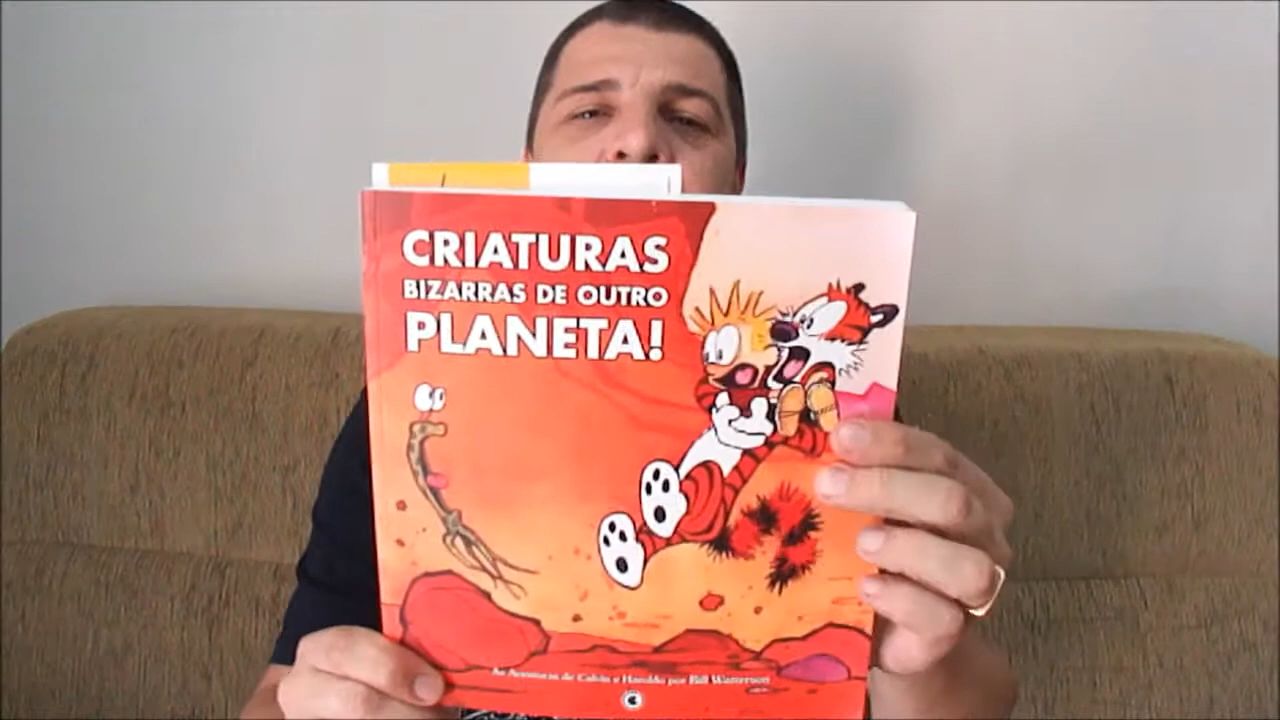 CRIATURAS
BIZARRAS DE OUTRO
PLANETA!
As Aventuras de Calvin e Haroldo por Bill Watterson